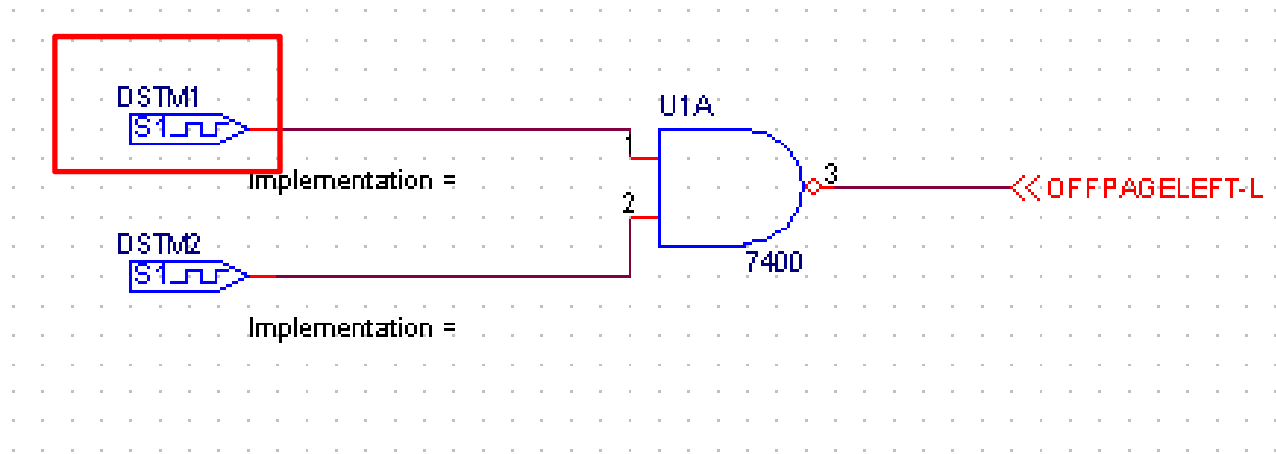 DSTM1
S1
Implementation =
DSTM2
S1
Implementation =
U1A
1
2
3
7400
OFFPAGELEFT-L